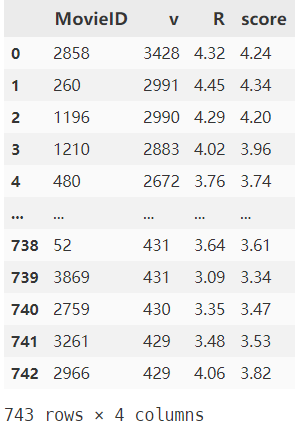 MovieID v R score
0 2858 3428 4.32 4.24
1 260 2991 4.45 4.34
2 1196 2990 4.29 4.20
3 1210 2883 4.02 3.96
4 480 2672 3.76 3.74
... ... ... ... ...
738 52 431 3.64 3.61
739 3869 431 3.09 3.34
740 2759 430 3.35 3.47
741 3261 429 3.48 3.53
742 2966 429 4.06 3.82
743 rows × 4 columns